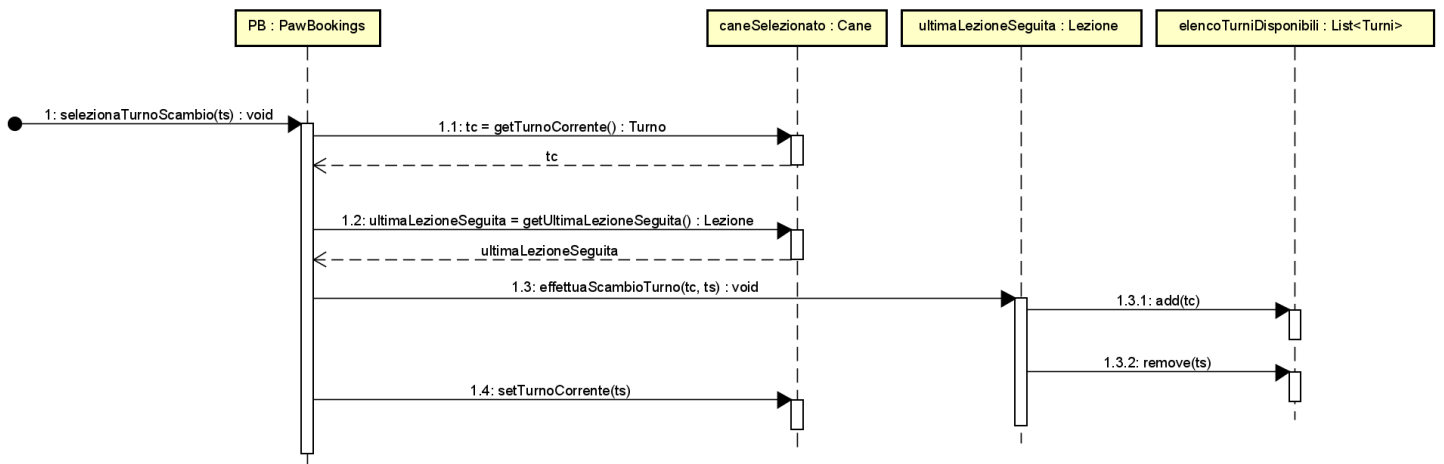 PB : PawBookings
caneSelezionato : Cane
ultimaLezioneSeguita : Lezione
elencoTurniDisponibili : List<Turni>
1: selezionaTurnoScambio(ts) : void
1.1: tc = getTurnoCorrente() : Turno
tc
1.2: ultimaLezioneSeguita = getUltimaLezioneSeguita() : Lezione
ultimaLezioneSeguita
1.3: effettuaScambioTurno(tc, ts) : void
1.3.1: add(tc)
1.3.2: remove(ts)
1.4: setTurnoCorrente(ts)